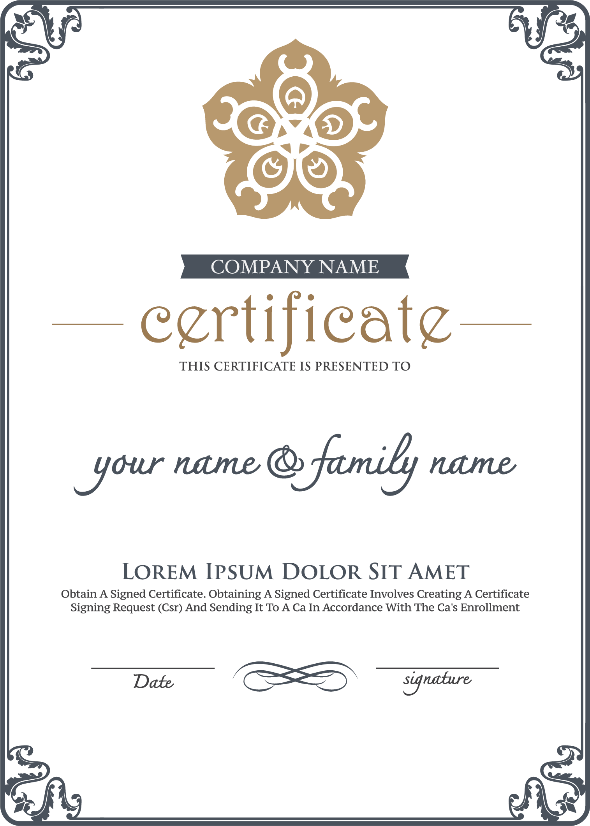 COMPANY NAME
certificate
THIS CERTIFICATE IS PRESENTED TO
your name & family name
LOREM IPSUM DOLOR SIT AMET
Obtain A Signed Certificate. Obtaining A Signed Certificate Involves Creating A Certificate
Signing Request (Csr) And Sending It To A Ca In Accordance With The Ca's Enrollment
Date
signature